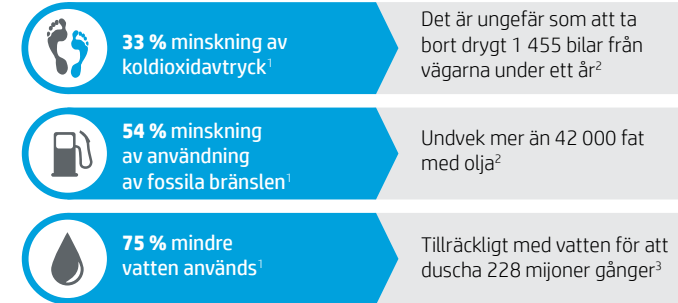 33 % minskning av
koldioxidavtryck¹
Det är ungefär som att ta
bort drygt 1 455 bilar från
vägarna under ett år²
54 % minskning
av användning
av fossila bränslen¹
Undvek mer än 42 000 fat
med olja²
75 % mindre
vatten används¹
Tillräckligt med vatten för att
duscha 228 mijoner gånger³